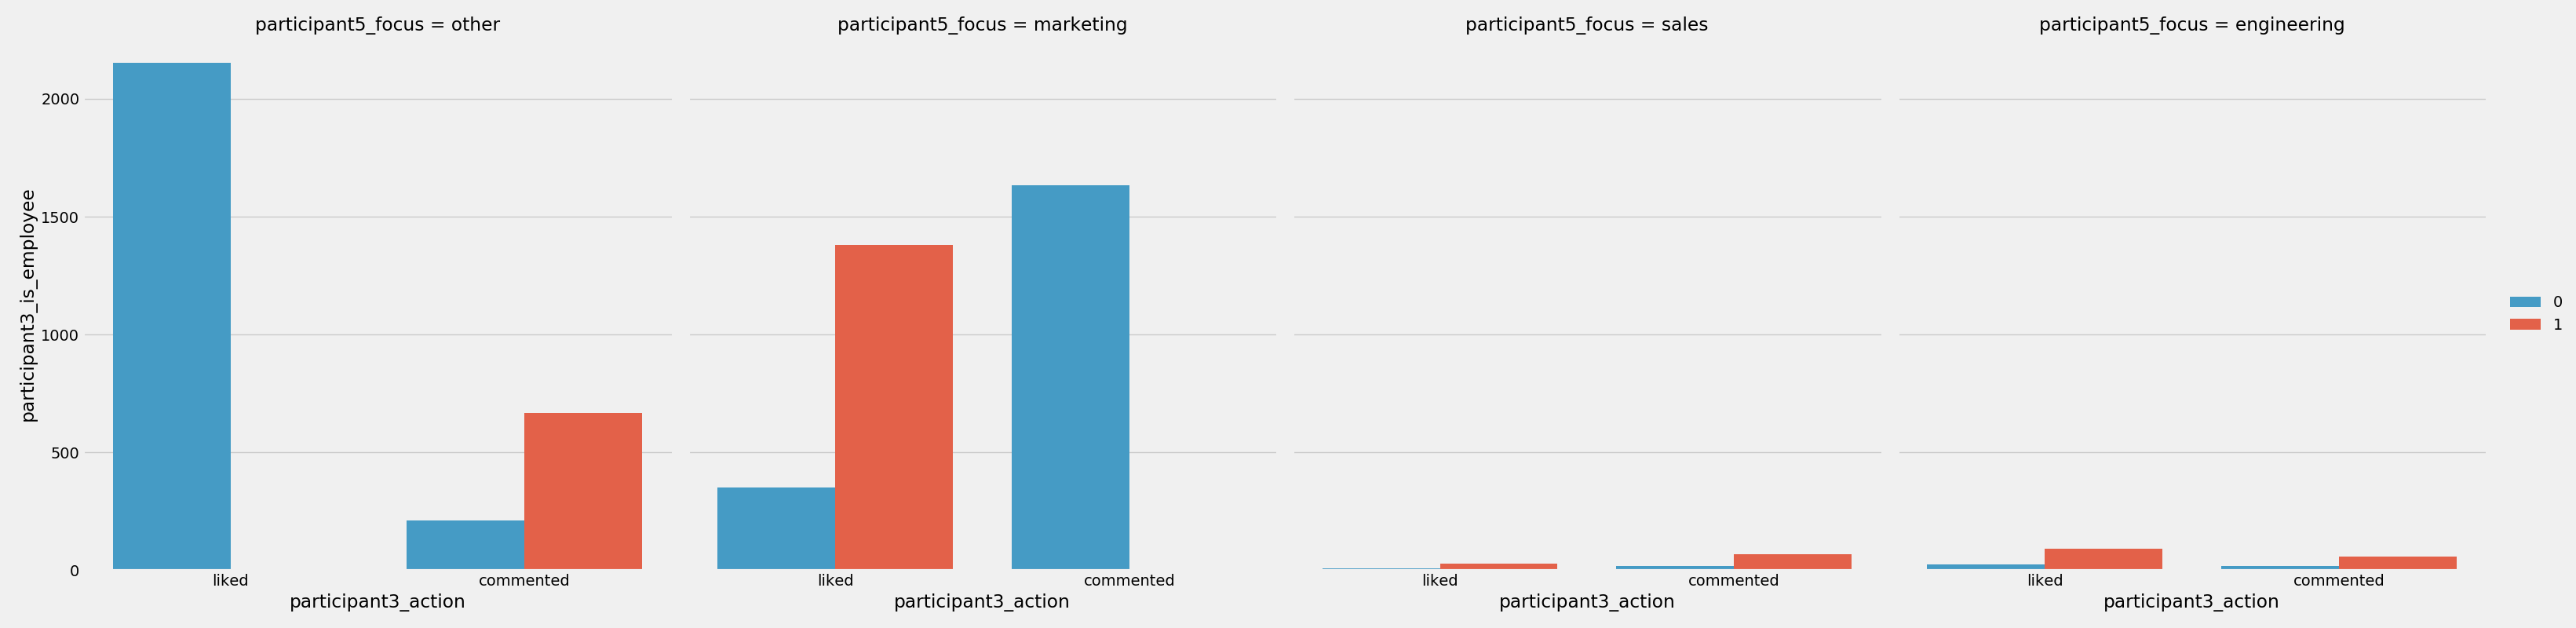 participant5_focus = other
participant5_focus = marketing
participant5_focus = sales
participant5_focus = engineering
participant3_is_employee
2000
1500
1000
500
0
0
1
liked
commented
liked
commented
liked
commented
liked
commented
participant3_action
participant3_action
participant3_action
participant3_action